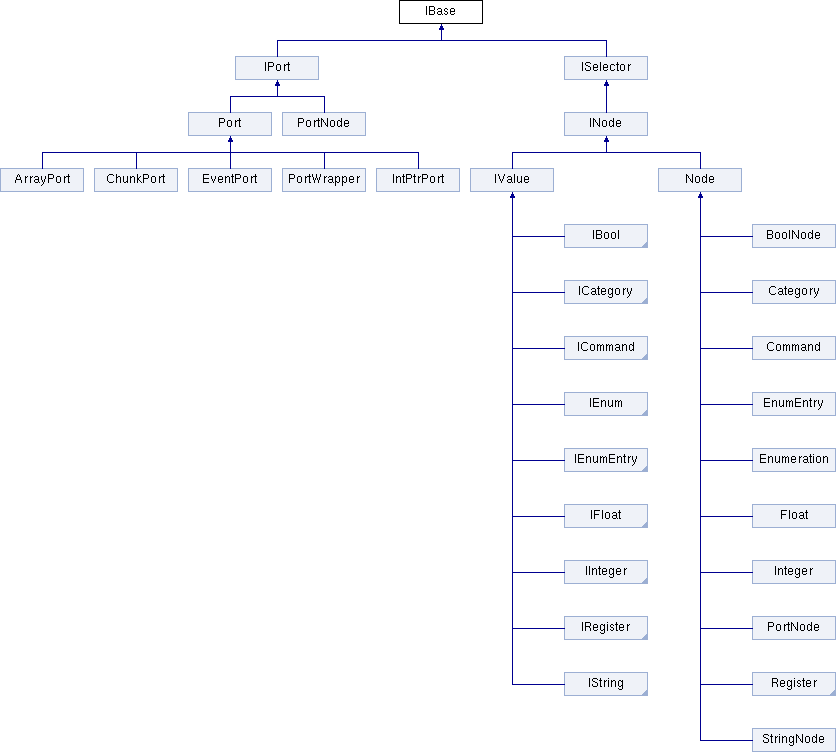 IBase
IPort
ISelector
Port
PortNode
INode
ArrayPort
ChunkPort
EventPort
PortWrapper
IntPtrPort
IValue
Node
IBool
BoolNode
ICategory
Category
ICommand
Command
IEnum
EnumEntry
IEnumEntry
Enumeration
IFloat
Float
IInteger
Integer
IRegister
PortNode
IString
Register
StringNode